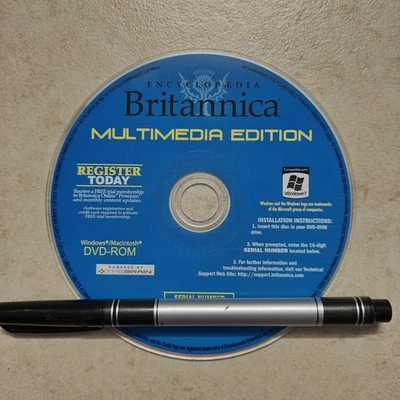 ENCYCLOPÆDIA
Britannica
MULTIMEDIA EDITION
REGISTER
TODAY
Receive a FREE trial membership
to Britannica Online® Premium*
and monthly content updates.
*Software registration and
credit card required to activate
FREE trial membership.
Compatible with
Windows 7
Windows and the Windows logo are trademarks
of the Microsoft group of companies.
INSTALLATION INSTRUCTIONS:
1. Insert this disc in your DVD-ROM
drive.
2. When prompted, enter the 16-digit
SERIAL NUMBER located below.
3. For further information and
troubleshooting information, visit our Technical
Support Web Site: http://support.britannica.com
Windows®/Macintosh®
DVD-ROM
POWERED BY
THEBRAIN
SERIAL NUMBER